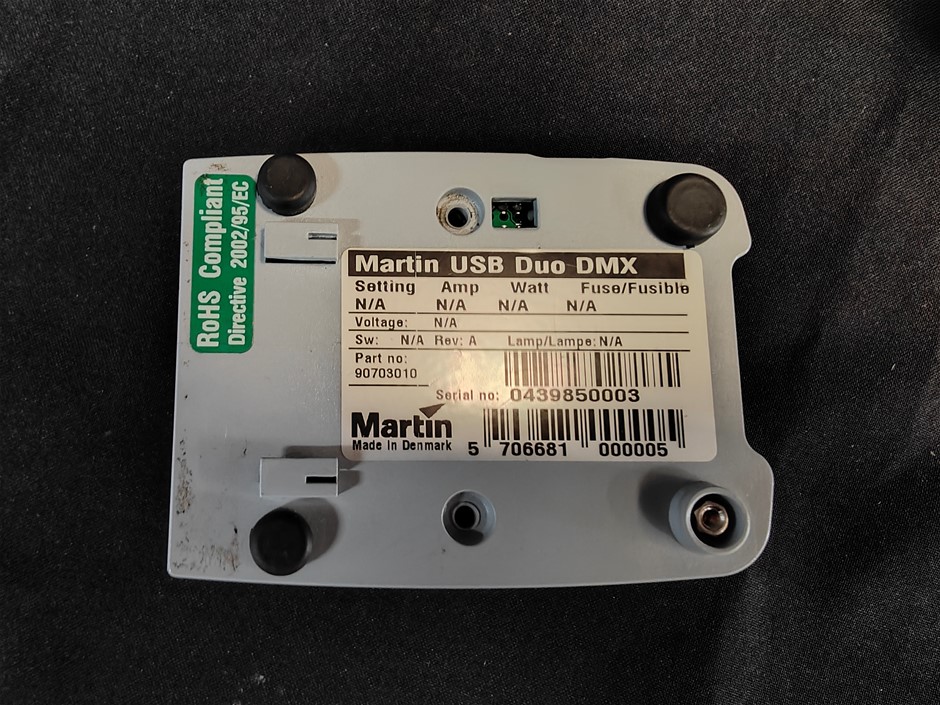 RoHS Compliant
Directive 2002/95/EC
Martin USB Duo DMX
Setting Amp Watt Fuse/Fusible
N/A N/A N/A N/A
Voltage: N/A
Sw: N/A Rev: A Lamp/Lampe: N/A
Part no:
90703010
Serial no: 0439850003
Martin
Made in Denmark
5 706681 000005